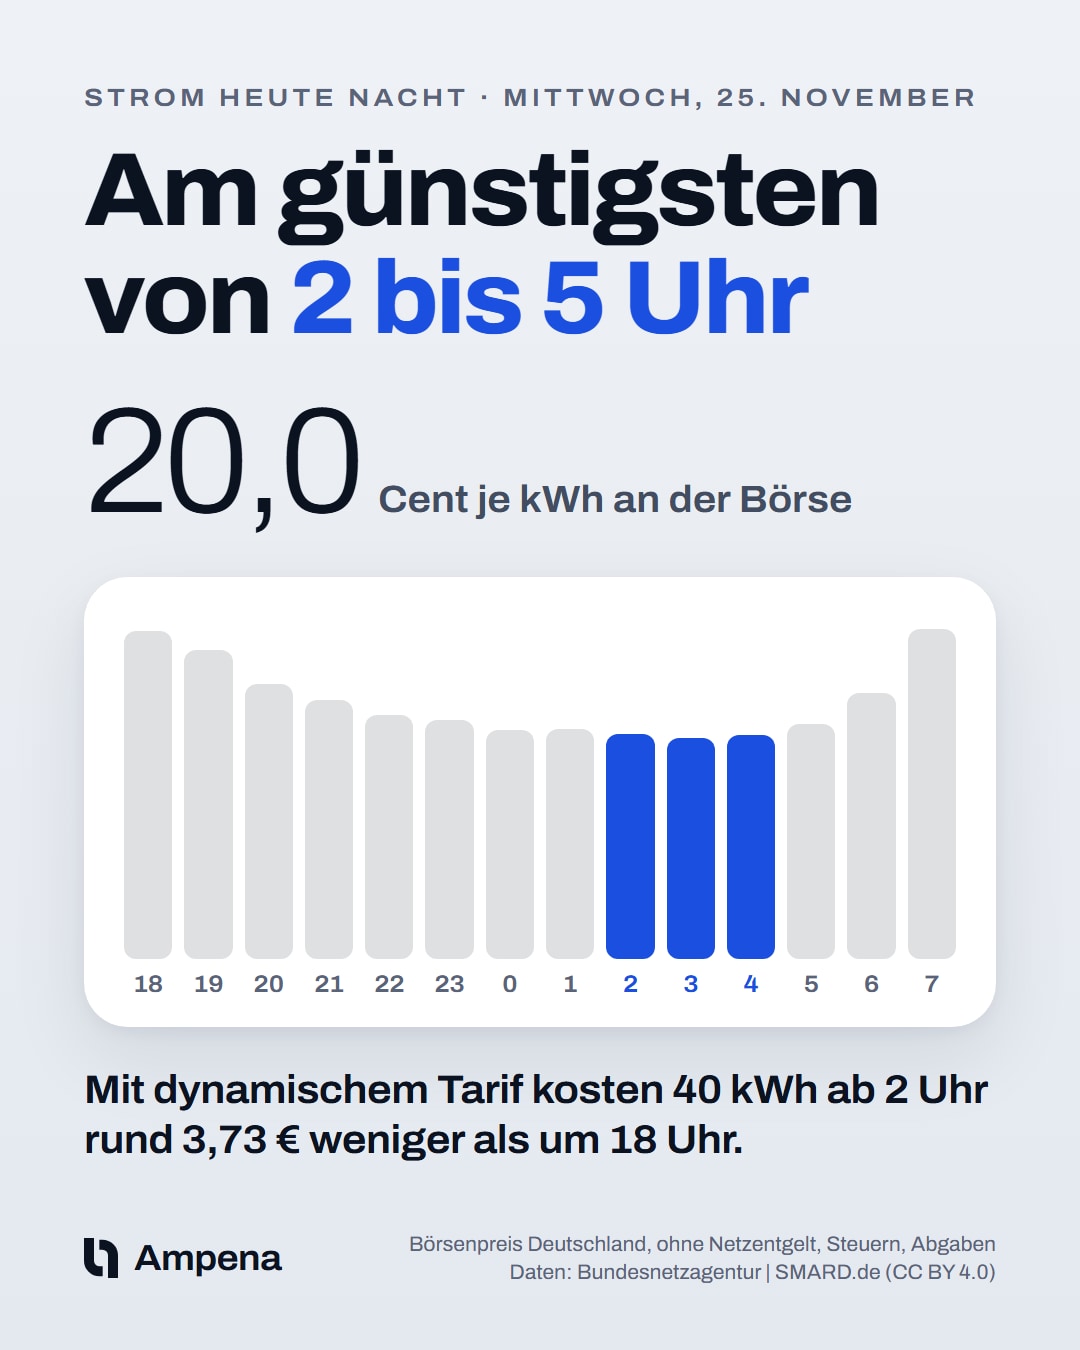 STROM HEUTE NACHT · MITTWOCH, 25. NOVEMBER
Am günstigsten
von 2 bis 5 Uhr
20,0 Cent je kWh an der Börse
18 19 20 21 22 23 0 1 2 3 4 5 6 7
Mit dynamischem Tarif kosten 40 kWh ab 2 Uhr
rund 3,73 € weniger als um 18 Uhr.
Ampena
Börsenpreis Deutschland, ohne Netzentgelt, Steuern, Abgaben
Daten: Bundesnetzagentur | SMARD.de (CC BY 4.0)